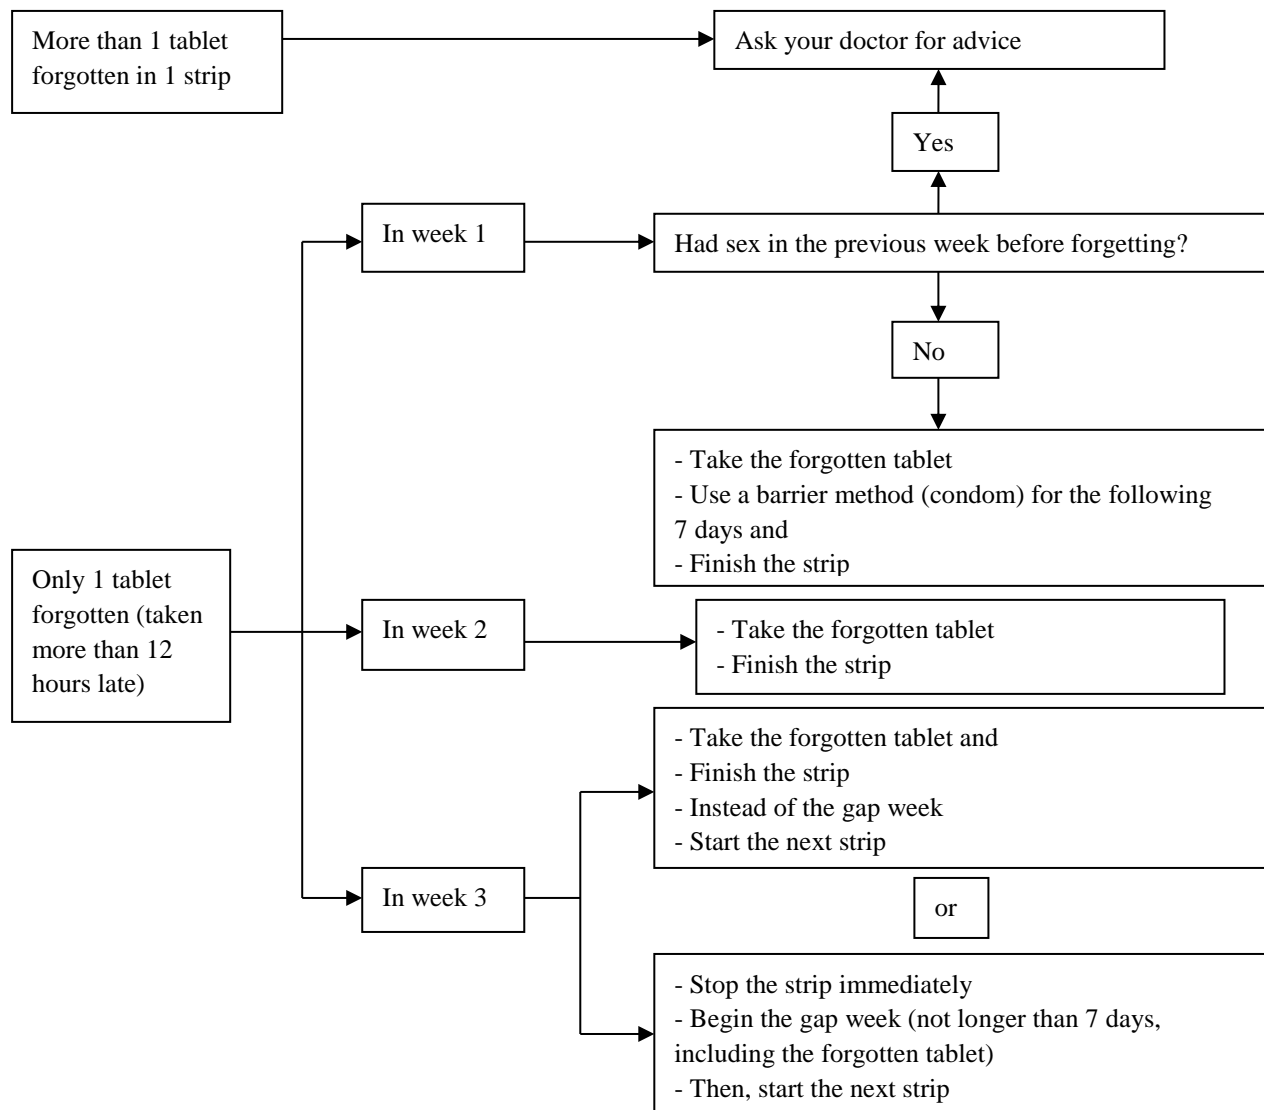 More than 1 tablet
forgotten in 1 strip
Ask your doctor for advice
Yes
In week 1
Had sex in the previous week before forgetting?
No
- Take the forgotten tablet
- Use a barrier method (condom) for the following
7 days and
- Finish the strip
Only 1 tablet
forgotten (taken
more than 12
hours late)
In week 2
- Take the forgotten tablet
- Finish the strip
- Take the forgotten tablet and
- Finish the strip
- Instead of the gap week
- Start the next strip
In week 3
or
- Stop the strip immediately
- Begin the gap week (not longer than 7 days,
including the forgotten tablet)
- Then, start the next strip